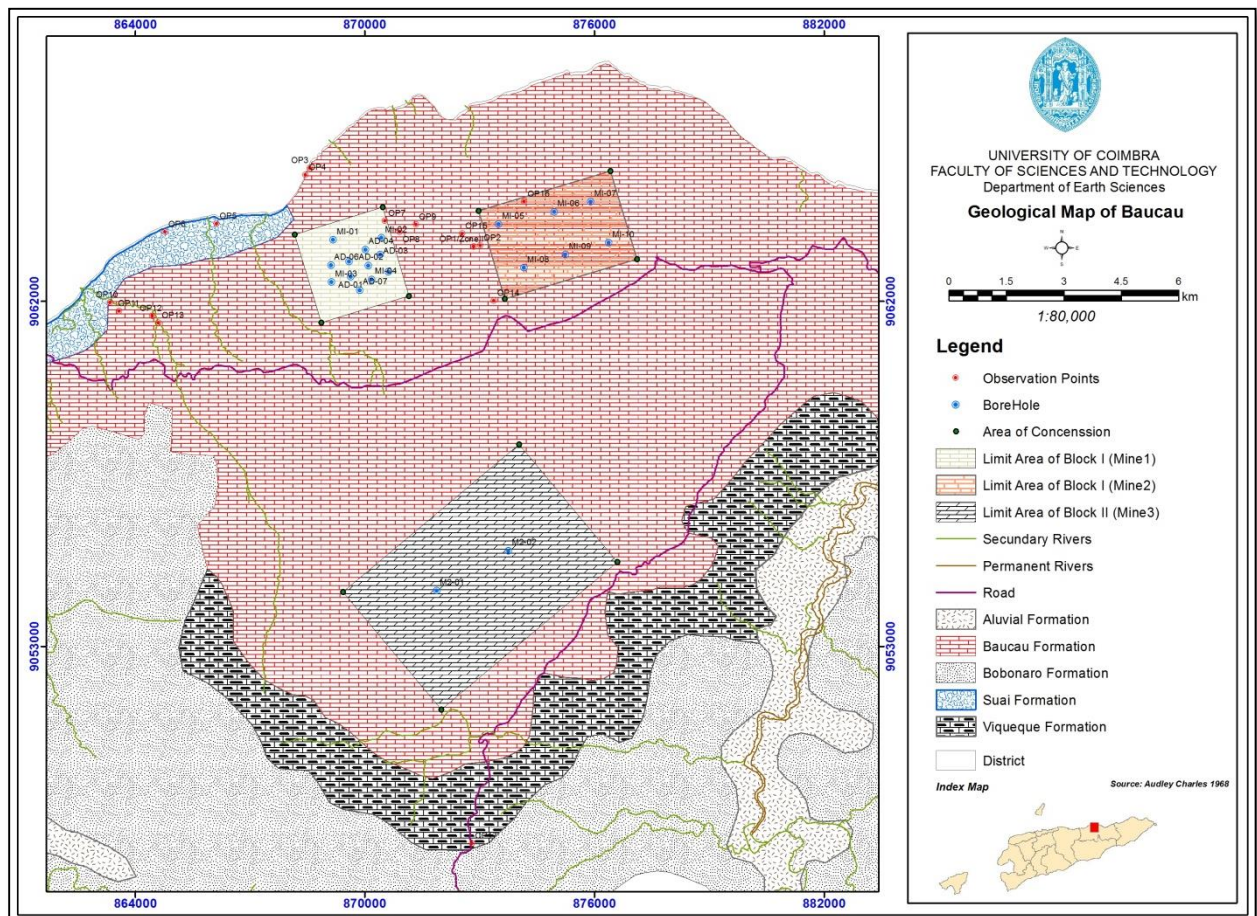 864000 870000 876000 882000
OP3
OP4
OP5
OP6
OP7
OP9
OP8
OP16
MI-07
MI-06
MI-05
OP15
MI-10
OP1/ZonaII
OP2
MI-09
MI-08
OP14
MI-01
MI-02
AD-04
AD-03
AD-06
AD-02
MI-03
MI-04
AD-01
AD-07
OP10
OP11
OP12
OP13
M2-02
M2-01
9062000 9062000
9053000 9053000
864000 870000 876000 882000
UNIVERSITY OF COIMBRA
FACULTY OF SCIENCES AND TECHNOLOGY
Department of Earth Sciences
Geological Map of Baucau
N
W E
S
0 1.5 3 4.5 6
km
1:80,000
Legend
Observation Points
BoreHole
Area of Concenssion
Limit Area of Block I (Mine1)
Limit Area of Block I (Mine2)
Limit Area of Block II (Mine3)
Secundary Rivers
Permanent Rivers
Road
Aluvial Formation
Baucau Formation
Bobonaro Formation
Suai Formation
Viqueque Formation
District
Index Map
Source: Audley Charles 1968